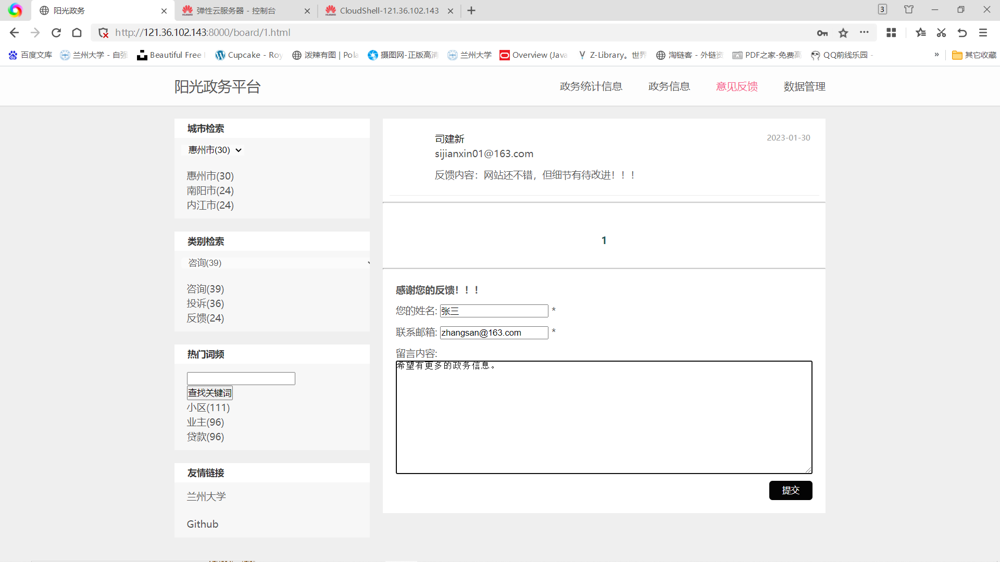 阳光政务
弹性云服务器 - 控制台
CloudShell-121.36.102.143
3
http://121.36.102.143:8000/board/1.html
百度文库
兰州大学 - 自强
Beautiful Free
Cupcake - Roy
泼辣有图 | Pola
摄图网-正版高清
兰州大学
Overview (Java
Z-Library。世界
淘链客 - 外链资
PDF之家-免费高
QQ前线乐园 -
»
其它收藏
阳光政务平台
政务统计信息
政务信息
意见反馈
数据管理
城市检索
惠州市(30)
惠州市(30)
南阳市(24)
内江市(24)
类别检索
咨询(39)
咨询(39)
投诉(36)
反馈(24)
热门词频
查找关键词
小区(111)
业主(96)
贷款(96)
友情链接
兰州大学
Github
司建新
2023-01-30
sijianxin01@163.com
反馈内容：网站还不错，但细节有待改进！！！
1
感谢您的反馈！！！
您的姓名: 张三 *
联系邮箱: zhangsan@163.com *
留言内容:
希望有更多的政务信息。
提交